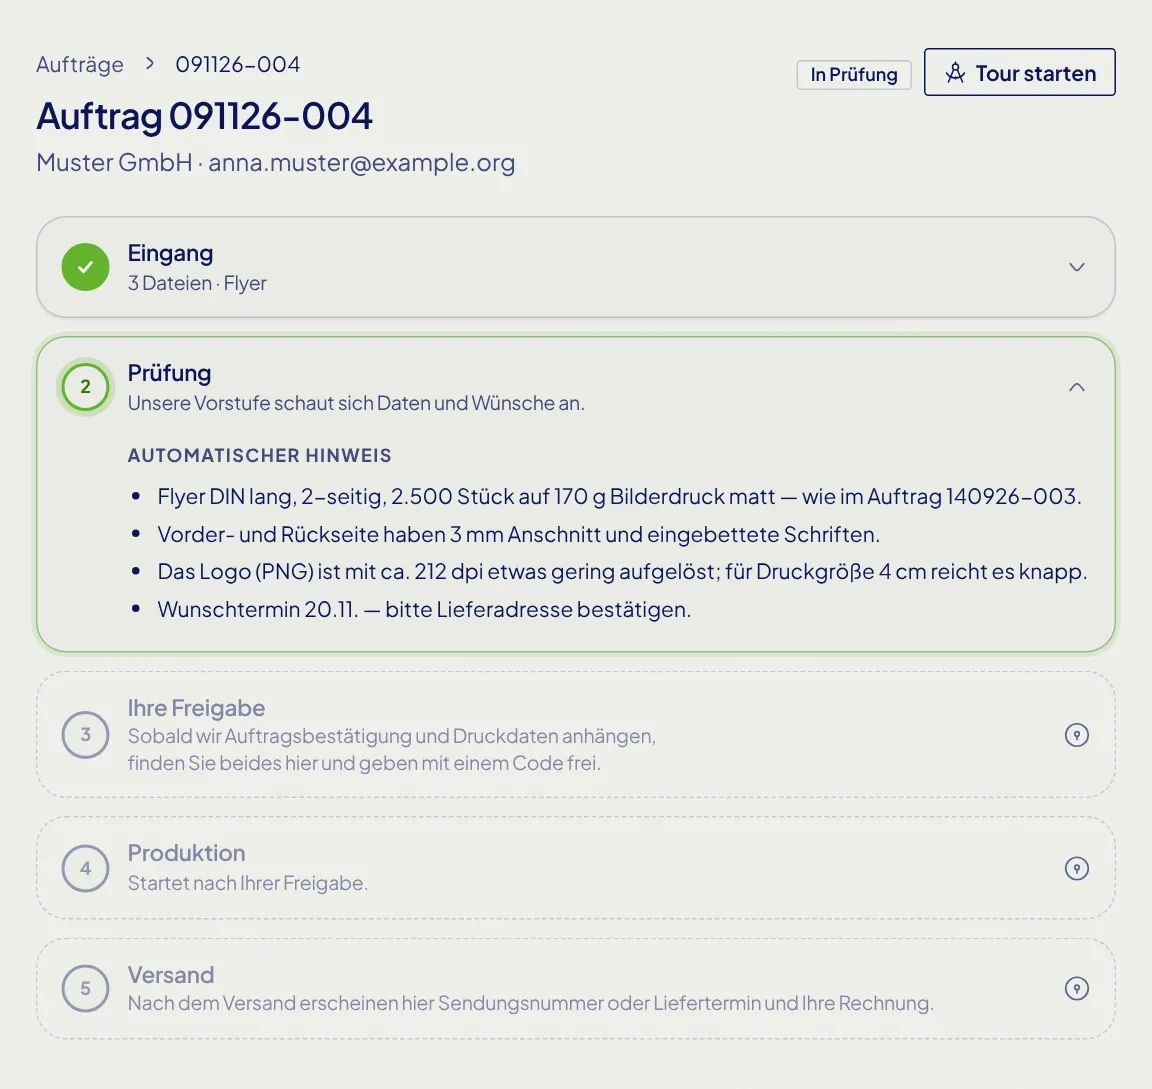 Aufträge > 091126-004
In Prüfung
Tour starten
Auftrag 091126-004
Muster GmbH · anna.muster@example.org
Eingang
3 Dateien · Flyer
2
Prüfung
Unsere Vorstufe schaut sich Daten und Wünsche an.
AUTOMATISCHER HINWEIS
• Flyer DIN lang, 2-seitig, 2.500 Stück auf 170 g Bilderdruck matt — wie im Auftrag 140926-003.
• Vorder- und Rückseite haben 3 mm Anschnitt und eingebettete Schriften.
• Das Logo (PNG) ist mit ca. 212 dpi etwas gering aufgelöst; für Druckgröße 4 cm reicht es knapp.
• Wunschtermin 20.11. — bitte Lieferadresse bestätigen.
3
Ihre Freigabe
Sobald wir Auftragsbestätigung und Druckdaten anhängen,
finden Sie beides hier und geben mit einem Code frei.
4
Produktion
Startet nach Ihrer Freigabe.
5
Versand
Nach dem Versand erscheinen hier Sendungsnummer oder Liefertermin und Ihre Rechnung.